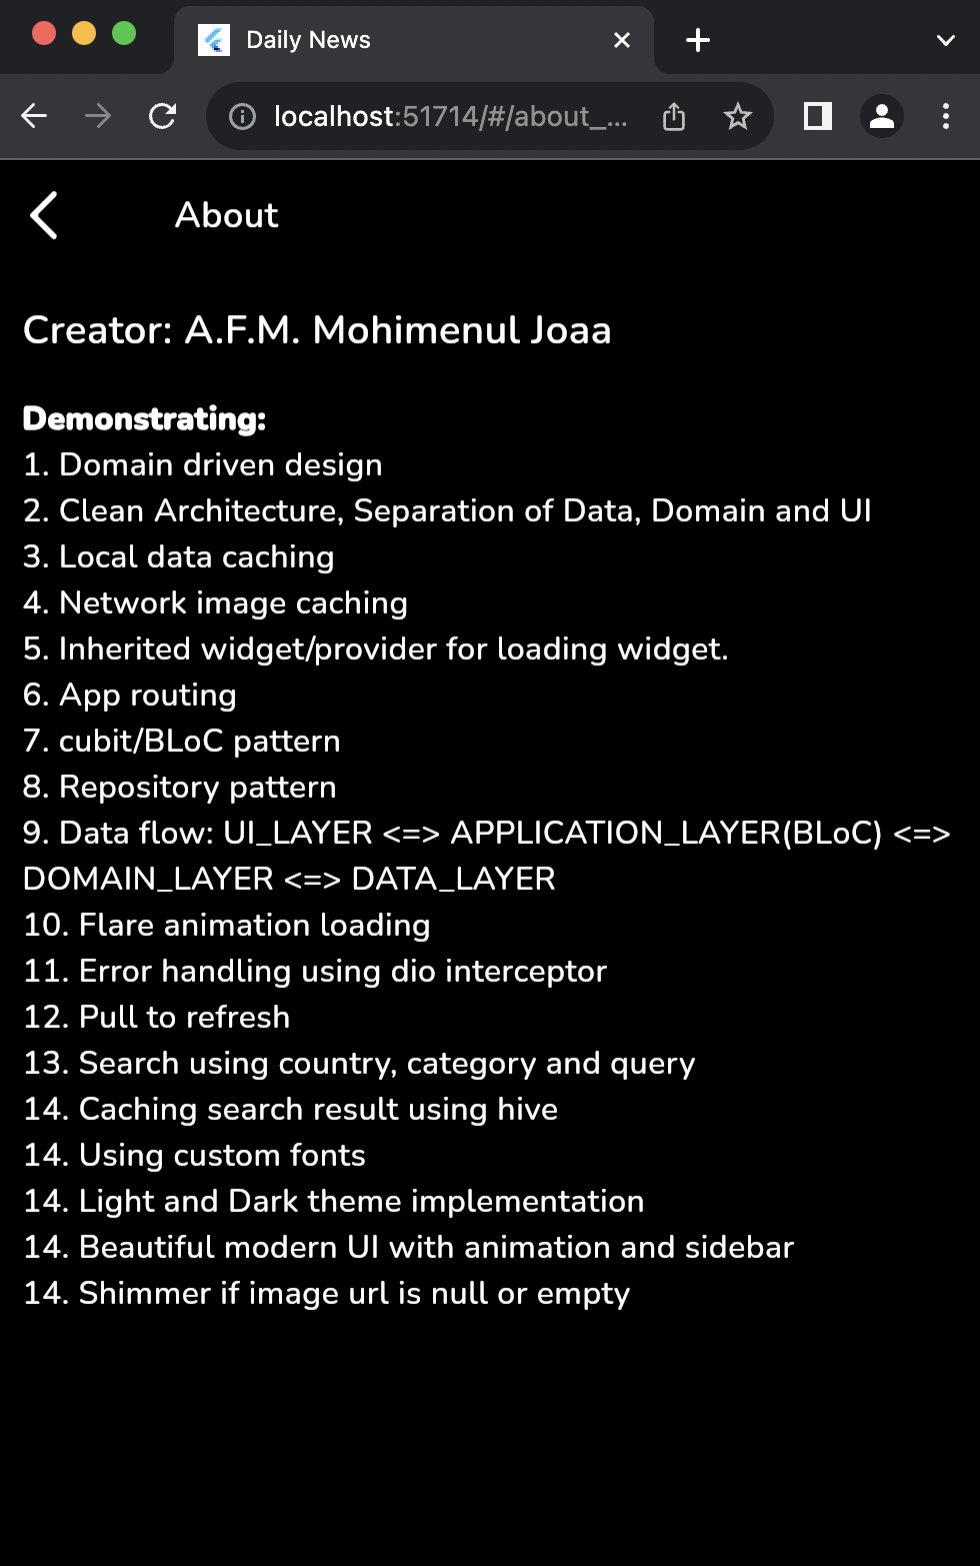 Daily News
localhost:51714/#/about_...
About
Creator: A.F.M. Mohimenul Joaa
Demonstrating:
1. Domain driven design
2. Clean Architecture, Separation of Data, Domain and UI
3. Local data caching
4. Network image caching
5. Inherited widget/provider for loading widget.
6. App routing
7. cubit/BLoC pattern
8. Repository pattern
9. Data flow: UI_LAYER <=> APPLICATION_LAYER(BLoC) <=>
DOMAIN_LAYER <=> DATA_LAYER
10. Flare animation loading
11. Error handling using dio interceptor
12. Pull to refresh
13. Search using country, category and query
14. Caching search result using hive
14. Using custom fonts
14. Light and Dark theme implementation
14. Beautiful modern UI with animation and sidebar
14. Shimmer if image url is null or empty